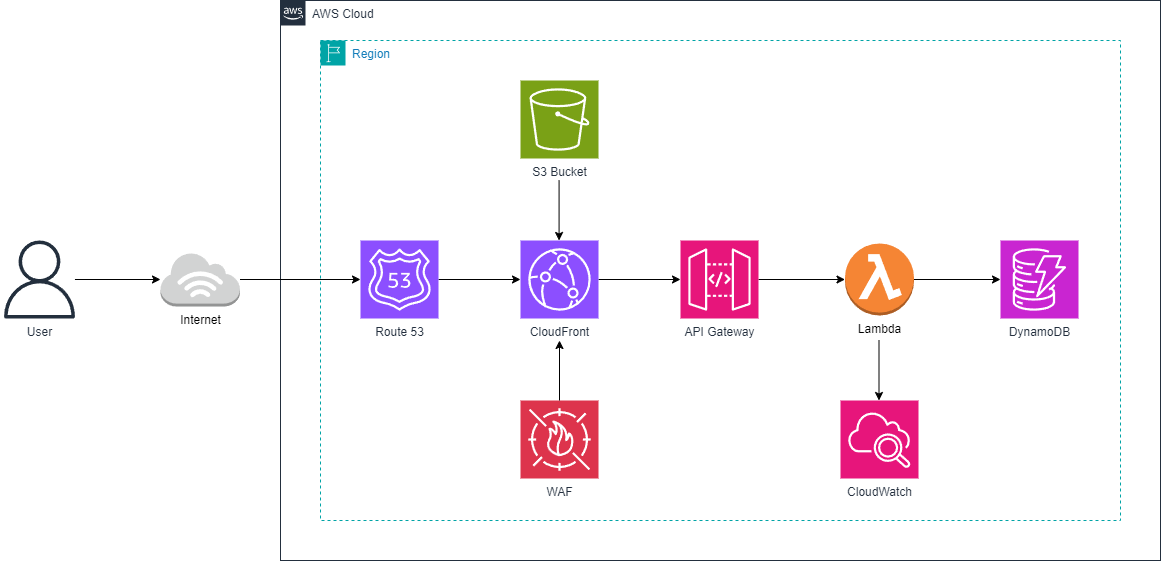 aws
AWS Cloud
Region
S3 Bucket
User
Internet
53
Route 53
CloudFront
</>
API Gateway
Lambda
DynamoDB
WAF
CloudWatch